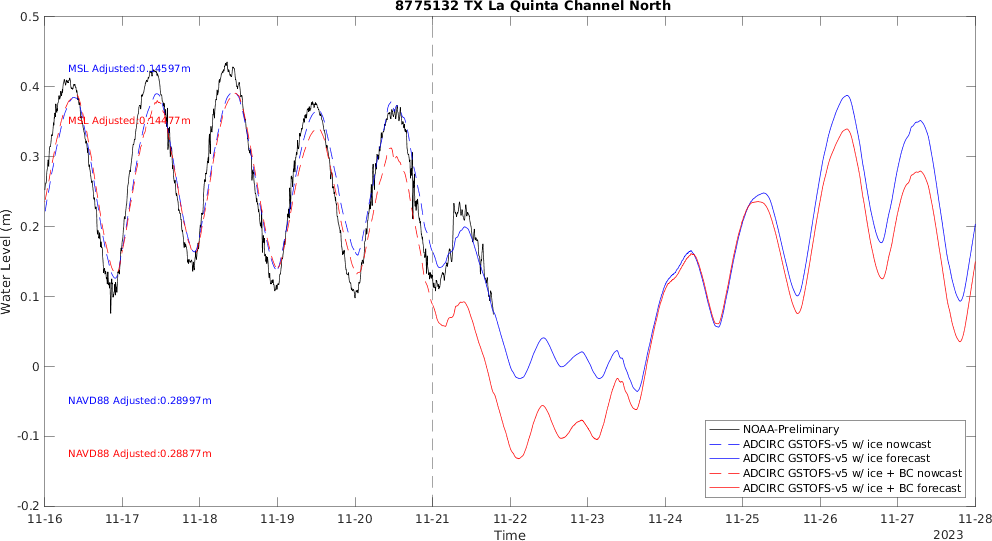 8775132 TX La Quinta Channel North
0.5
0.4
0.3
0.2
0.1
0
-0.1
-0.2
Water Level (m)
MSL Adjusted:0.14597m
MSL Adjusted:0.14477m
NAVD88 Adjusted:0.28997m
NAVD88 Adjusted:0.28877m
NOAA-Preliminary
ADCIRC GSTOFS-v5 w/ ice nowcast
ADCIRC GSTOFS-v5 w/ ice forecast
ADCIRC GSTOFS-v5 w/ ice + BC nowcast
ADCIRC GSTOFS-v5 w/ ice + BC forecast
11-16 11-17 11-18 11-19 11-20 11-21 11-22 11-23 11-24 11-25 11-26 11-27 11-28
Time
2023